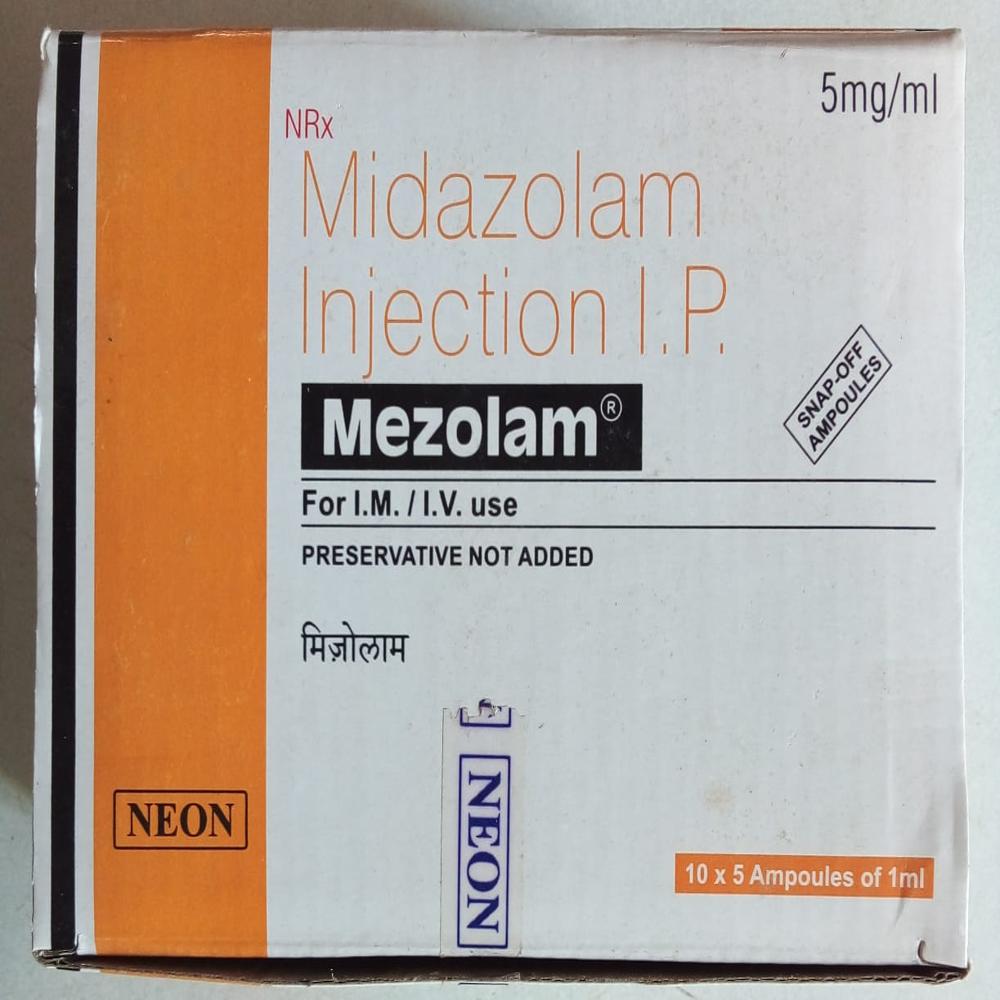 5mg/ml
NRx
Midazolam
Injection I.P.
Mezolam®
SNAP-OFF
AMPOULES
For I.M. / I.V. use
PRESERVATIVE NOT ADDED
मिज़ोलाम
NEON
NEON
10 x 5 Ampoules of 1ml